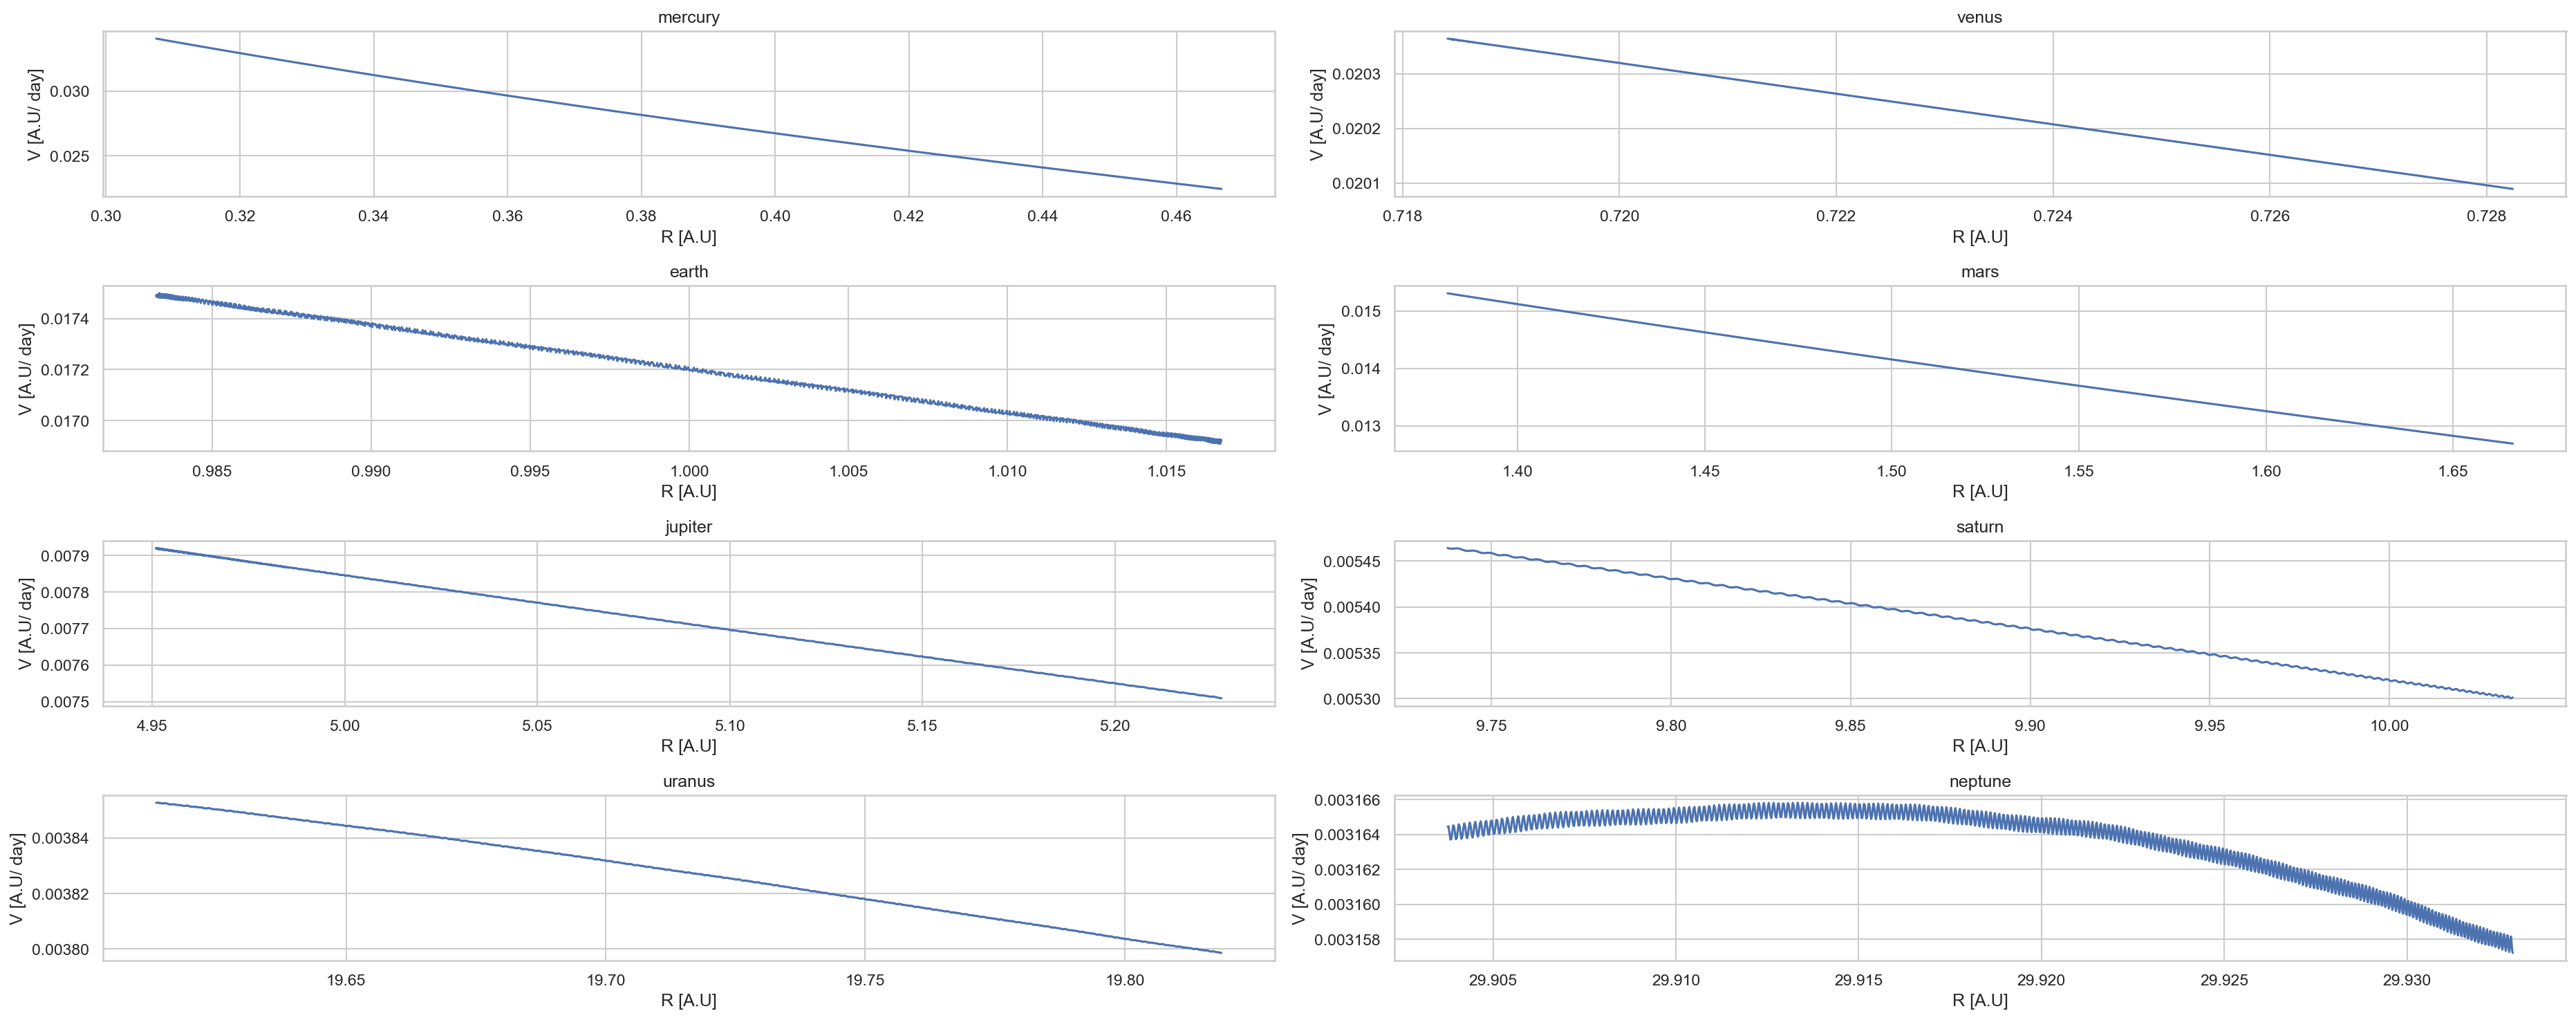 mercury
V [A.U/ day]
0.030
0.025
0.30 0.32 0.34 0.36 0.38 0.40 0.42 0.44 0.46
R [A.U]
venus
V [A.U/ day]
0.0203
0.0202
0.0201
0.718 0.720 0.722 0.724 0.726 0.728
R [A.U]
earth
V [A.U/ day]
0.0174
0.0172
0.0170
0.985 0.990 0.995 1.000 1.005 1.010 1.015
R [A.U]
mars
V [A.U/ day]
0.015
0.014
0.013
1.40 1.45 1.50 1.55 1.60 1.65
R [A.U]
jupiter
V [A.U/ day]
0.0079
0.0078
0.0077
0.0076
0.0075
4.95 5.00 5.05 5.10 5.15 5.20
R [A.U]
saturn
V [A.U/ day]
0.00545
0.00540
0.00535
0.00530
9.75 9.80 9.85 9.90 9.95 10.00
R [A.U]
uranus
V [A.U/ day]
0.00384
0.00382
0.00380
19.65 19.70 19.75 19.80
R [A.U]
neptune
V [A.U/ day]
0.003166
0.003164
0.003162
0.003160
0.003158
29.905 29.910 29.915 29.920 29.925 29.930
R [A.U]